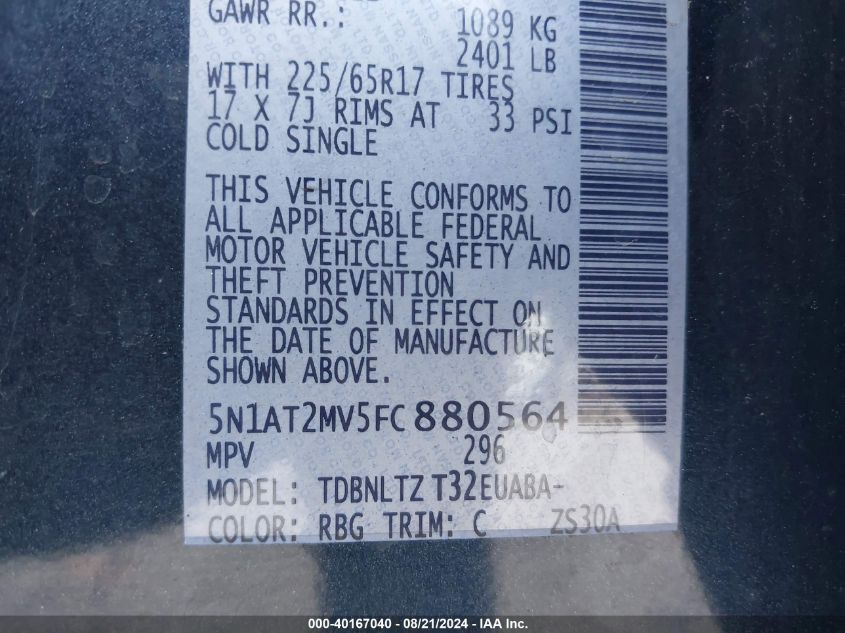 GAWR RR.:
1089 KG
2401 LB
WITH 225/65R17 TIRES
17 X 7J RIMS AT 33 PSI
COLD SINGLE
THIS VEHICLE CONFORMS TO
ALL APPLICABLE FEDERAL
MOTOR VEHICLE SAFETY AND
THEFT PREVENTION
STANDARDS IN EFFECT ON
THE DATE OF MANUFACTURE
SHOWN ABOVE.
5N1AT2MV5FC880564
MPV 296
MODEL: TDBNLTZ T32EUABA-
COLOR: RBG TRIM: C ZS30A
000-40167040 - 08/21/2024 - IAA Inc.